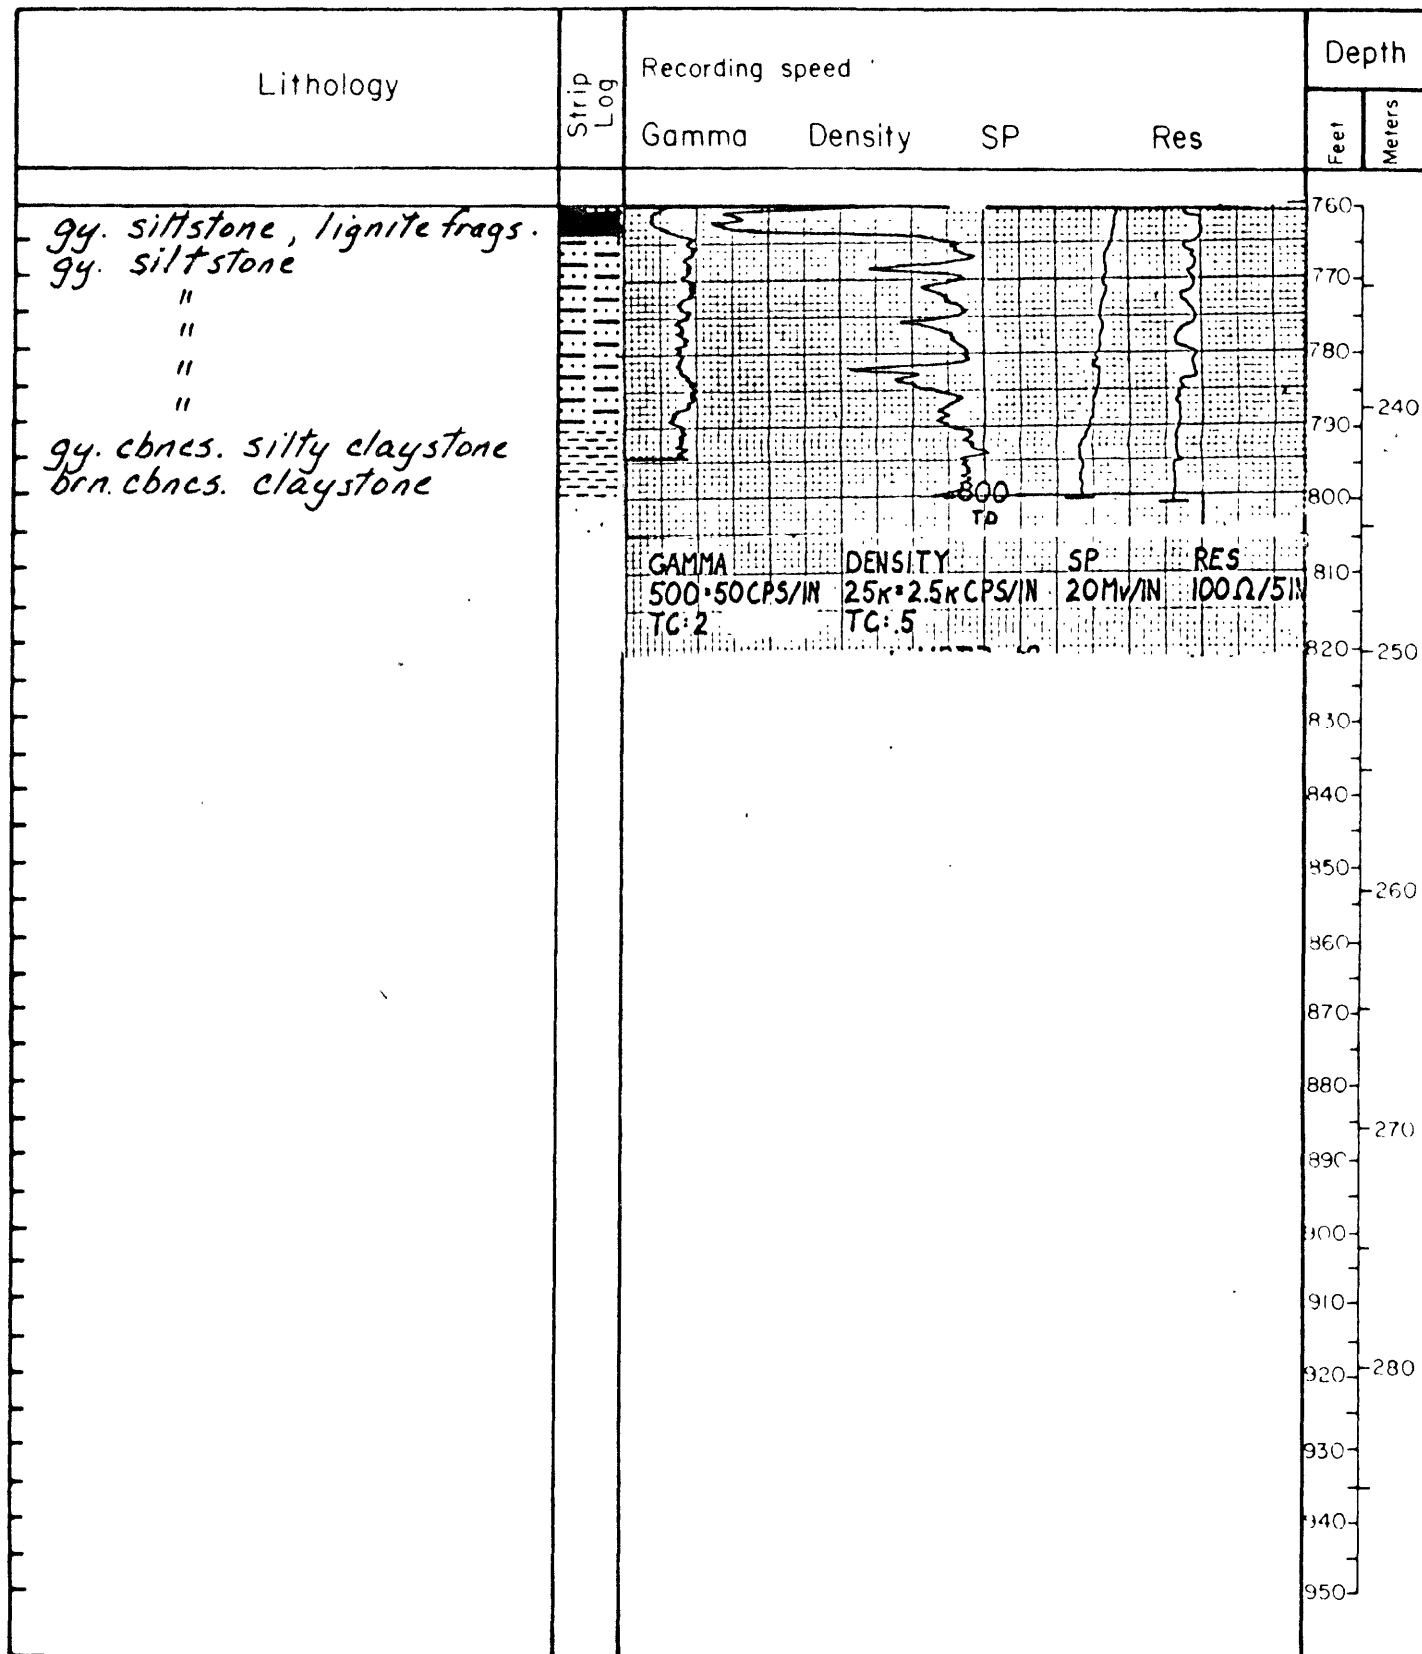 Lithology
Strip Log
Recording speed
Gamma Density SP Res
Depth
Feet
Meters
gy. siltstone, lignite frags.
gy. siltstone
"
"
"
"
gy. cbncs. silty claystone
brn. cbncs. claystone
800
TD
GAMMA
500=50CPS/IN
TC:2
DENSITY
25K=2.5K CPS/IN
TC:.5
SP
20MV/IN
RES
100Ω/5IN
760
770
780
790
800
810
820
830
840
850
860
870
880
890
900
910
920
930
940
950
240
250
260
270
280